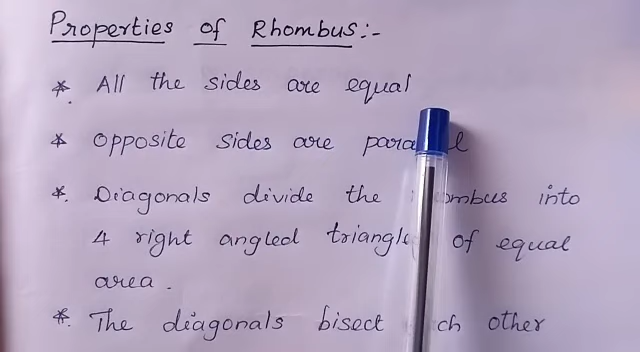 Properties of Rhombus:-
* All the sides are equal
* Opposite sides are
* Diagonals divide the into
4 right angled of equal
area.
* The diagonals bisect other